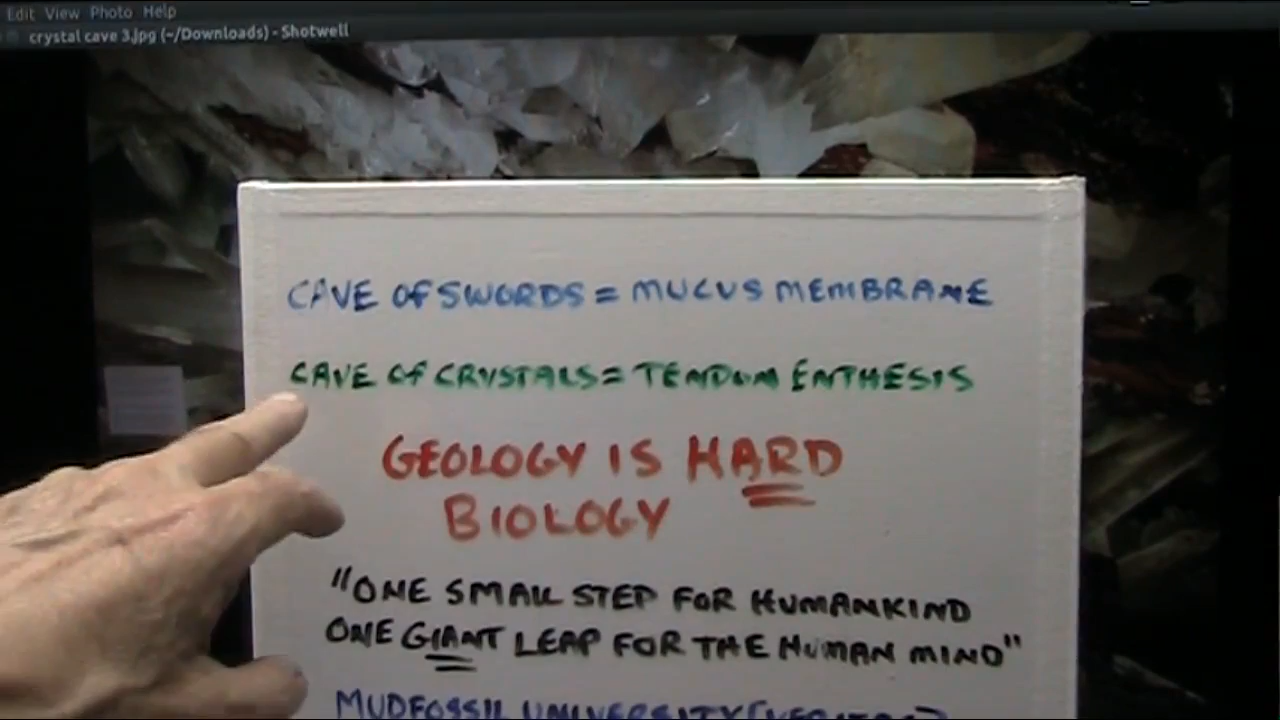 Edit View Photo Help
crystal cave 3.jpg (~/Downloads) - Shotwell
CAVE OF SWORDS = MUCUS MEMBRANE
CAVE OF CRYSTALS = TENDON ENTHESIS
GEOLOGY IS HARD
BIOLOGY
"ONE SMALL STEP FOR HUMANKIND
ONE GIANT LEAP FOR THE HUMAN MIND"
MUDFOSSIL UNIVERSITY